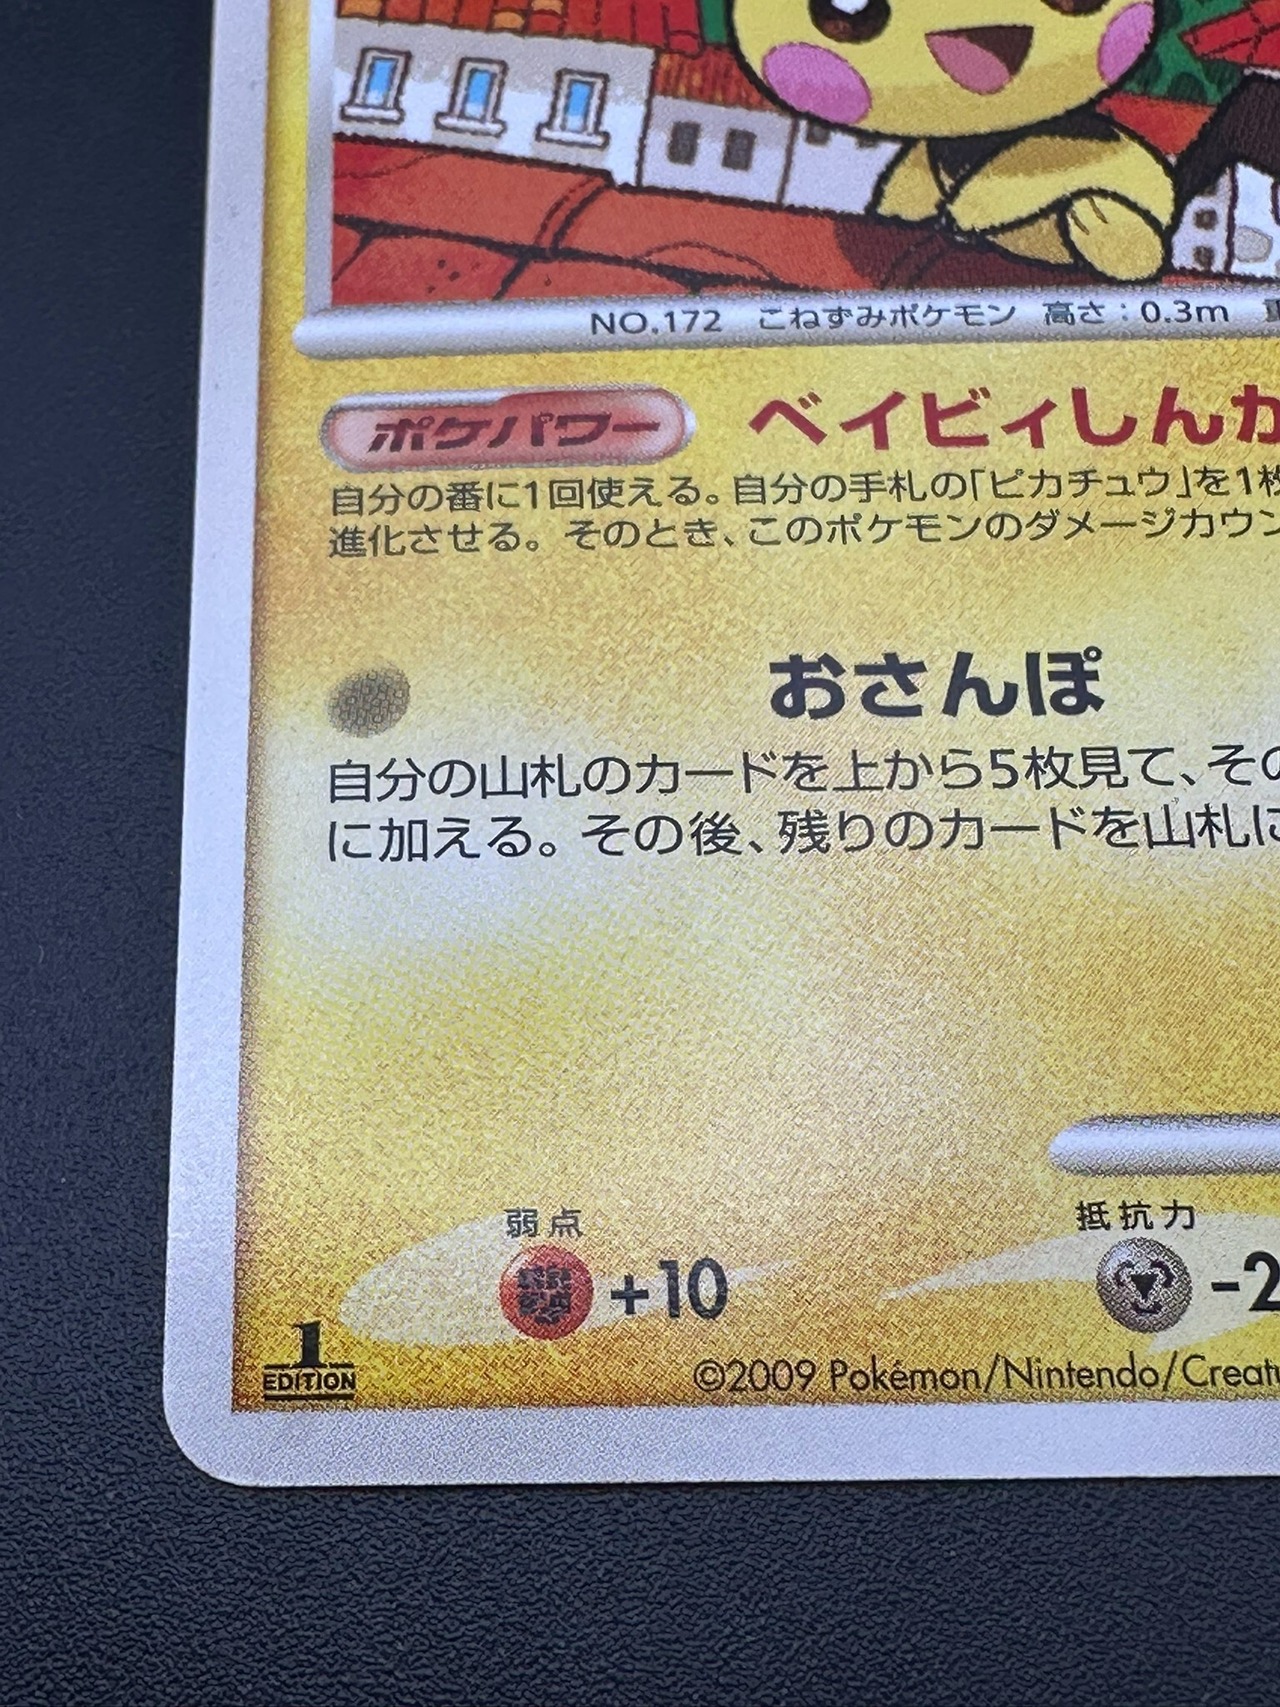 NO.172 こねずみポケモン 高さ：0.3m
ポケパワー ベイビィしんか
自分の番に1回使える。自分の手札の「ピカチュウ」を1枚
進化させる。そのとき、このポケモンのダメージカウン
おさんぽ
自分の山札のカードを上から5枚見て、その
に加える。その後、残りのカードを山札に
弱点 抵抗力
+10 -2
1
EDITION
©2009 Pokémon/Nintendo/Creatu